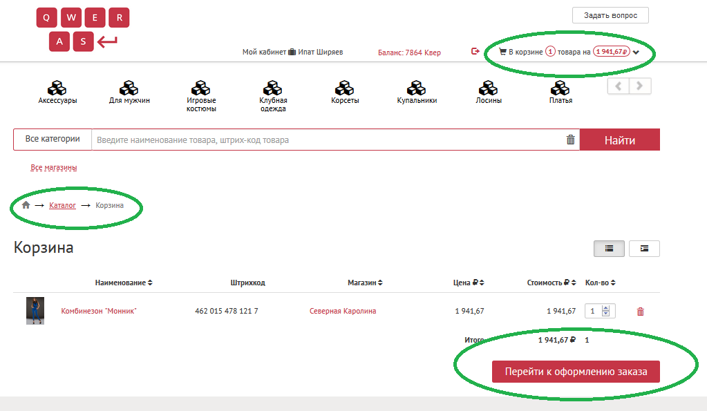 Q W E R
A S
Задать вопрос
Мой кабинет Ипат Ширяев
Баланс: 7864 Квер
В корзине 1 товара на 1 941,67 ₽
Аксессуары
Для мужчин
Игровые
костюмы
Клубная
одежда
Корсеты
Купальники
Лосины
Платья
Все категории
Введите наименование товара, штрих-код товара
Найти
Все магазины
Каталог → Корзина
Корзина
Наименование Штрихкод Магазин Цена ₽ Стоимость ₽ Кол-во
Комбинезон "Монник" 462 015 478 121 7 Северная Каролина 1 941,67 1 941,67 1
Итого 1 941,67 ₽ 1
Перейти к оформлению заказа